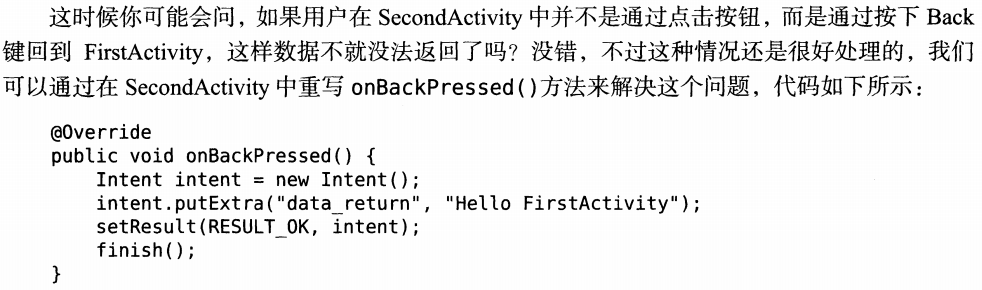 这时候你可能会问，如果用户在 SecondActivity 中并不是通过点击按钮，而是通过按下 Back
键回到 FirstActivity，这样数据不就没法返回了吗？没错，不过这种情况还是很好处理的，我们
可以通过在 SecondActivity 中重写 onBackPressed()方法来解决这个问题，代码如下所示：
@Override
public void onBackPressed() {
    Intent intent = new Intent();
    intent.putExtra("data_return", "Hello FirstActivity");
    setResult(RESULT_OK, intent);
    finish();
}